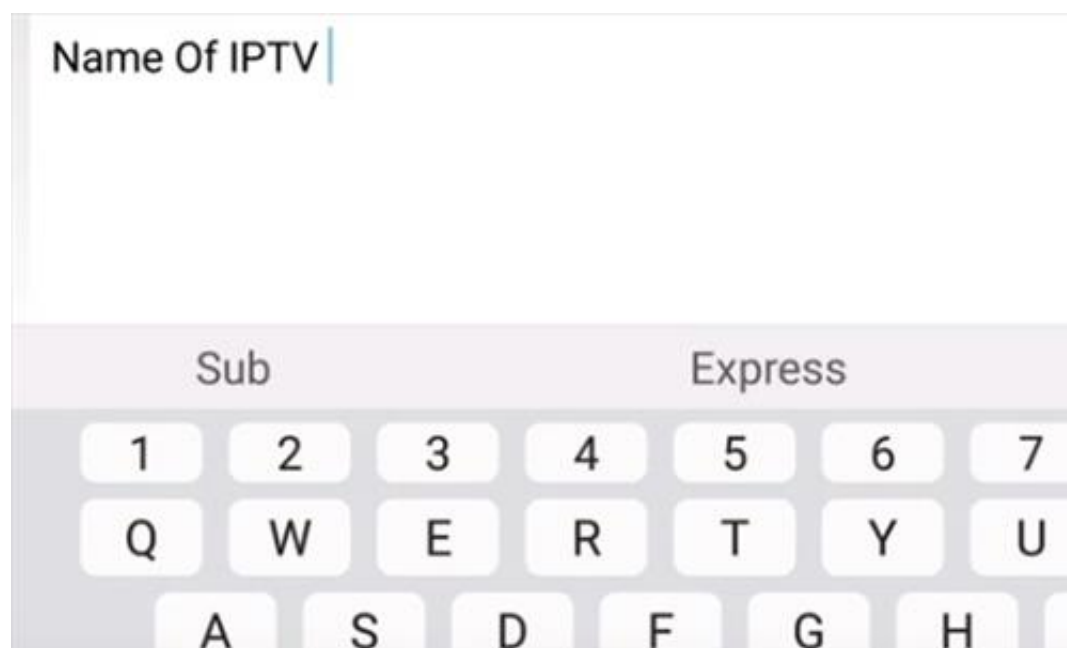 Name Of IPTV
Sub Express
1 2 3 4 5 6 7
Q W E R T Y U
A S D F G H